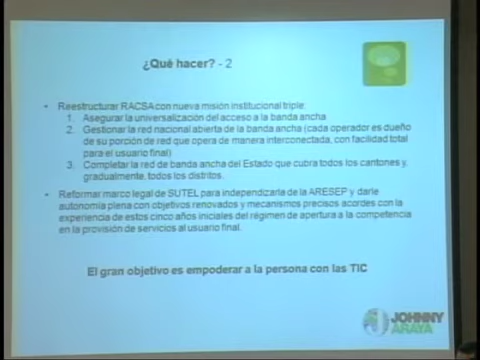 ¿Qué hacer? - 2
• Reestructurar RACSA con nueva misión institucional triple:
1. Asegurar la universalización del acceso a la banda ancha
2. Gestionar la red nacional abierta de la banda ancha (cada operador es dueño
de su porción de red que opera de manera interconectada, con facilidad total
para el usuario final)
3. Completar la red de banda ancha del Estado que cubra todos los cantones y,
gradualmente, todos los distritos.
• Reformar marco legal de SUTEL para independizarla de la ARESEP y darle
autonomía plena con objetivos renovados y mecanismos precisos acordes con la
experiencia de estos cinco años iniciales del régimen de apertura a la competencia
en la provisión de servicios al usuario final.
El gran objetivo es empoderar a la persona con las TIC
JOHNNY
ARAYA